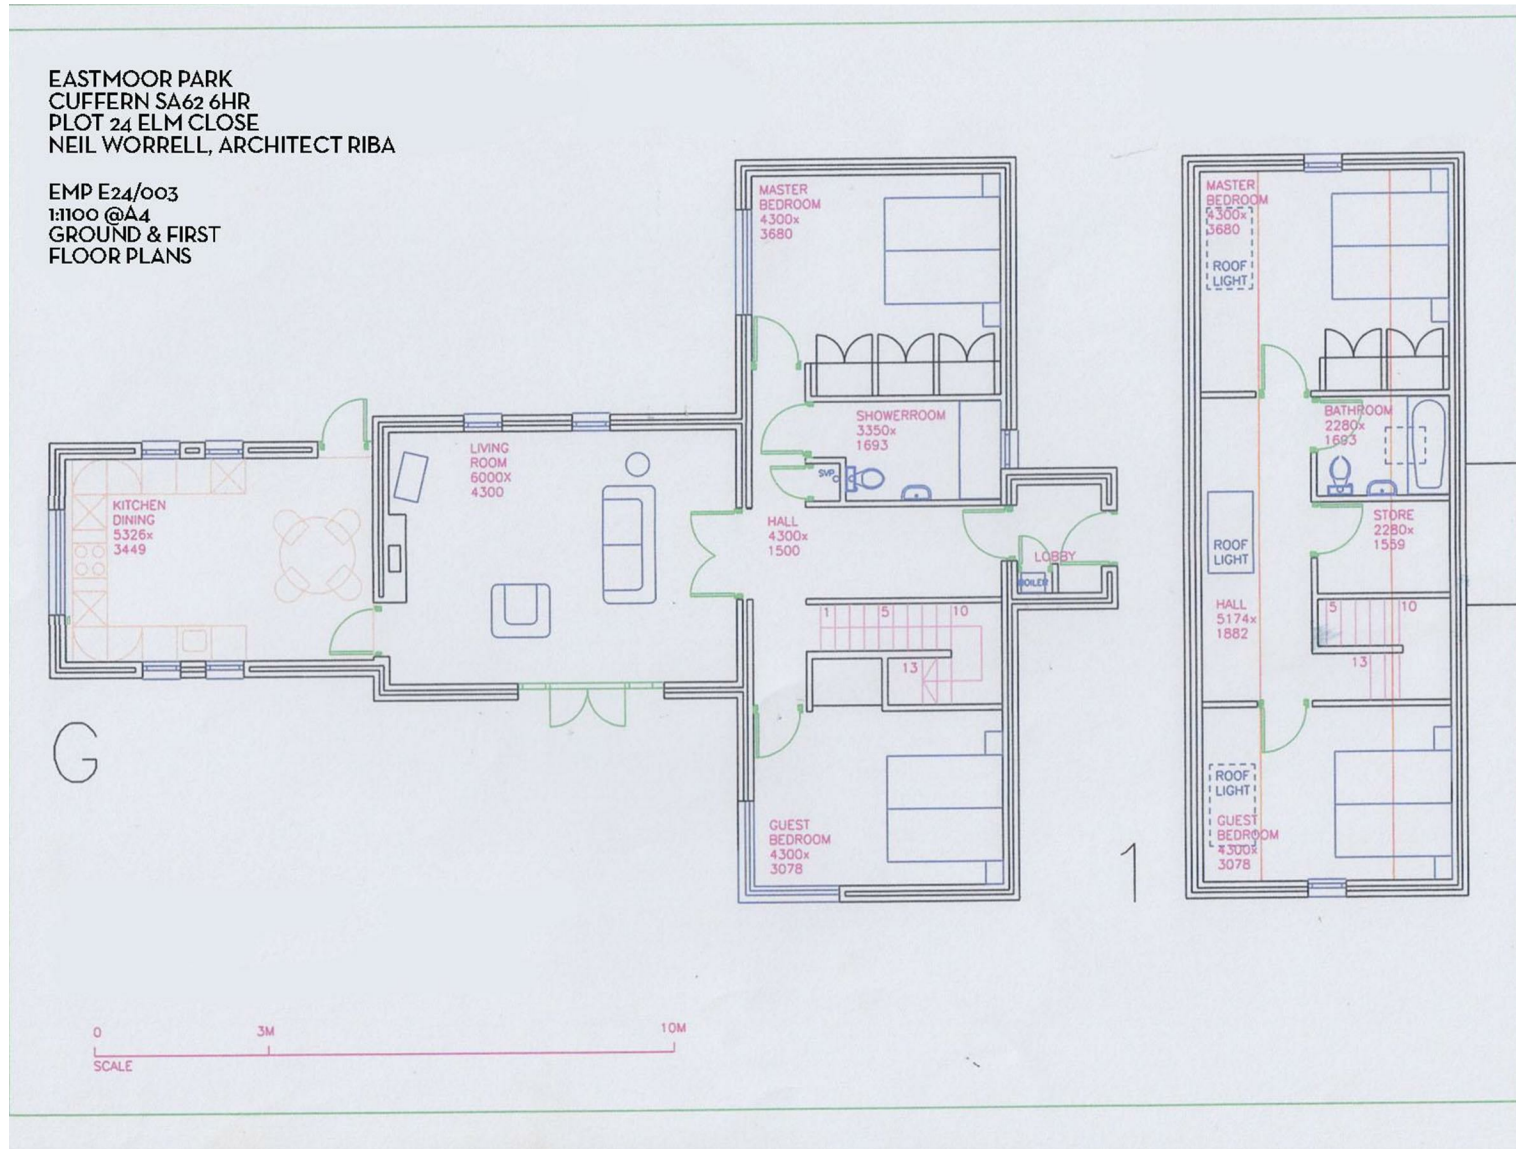 EASTMOOR PARK
CUFFERN SA62 6HR
PLOT 24 ELM CLOSE
NEIL WORRELL, ARCHITECT RIBA
EMP E24/003
1:1100 @A4
GROUND & FIRST
FLOOR PLANS
MASTER
BEDROOM
4300x
3680
SHOWERROOM
3350x
1693
SVP
LIVING
ROOM
6000X
4300
KITCHEN
DINING
5326x
3449
HALL
4300x
1500
LOBBY
BOILER
1
5
10
13
GUEST
BEDROOM
4300x
3078
G
MASTER
BEDROOM
4300x
3680
ROOF
LIGHT
BATHROOM
2280x
1693
STORE
2280x
1559
ROOF
LIGHT
HALL
5174x
1882
5
10
13
ROOF
LIGHT
GUEST
BEDROOM
4300x
3078
1
0
3M
10M
SCALE